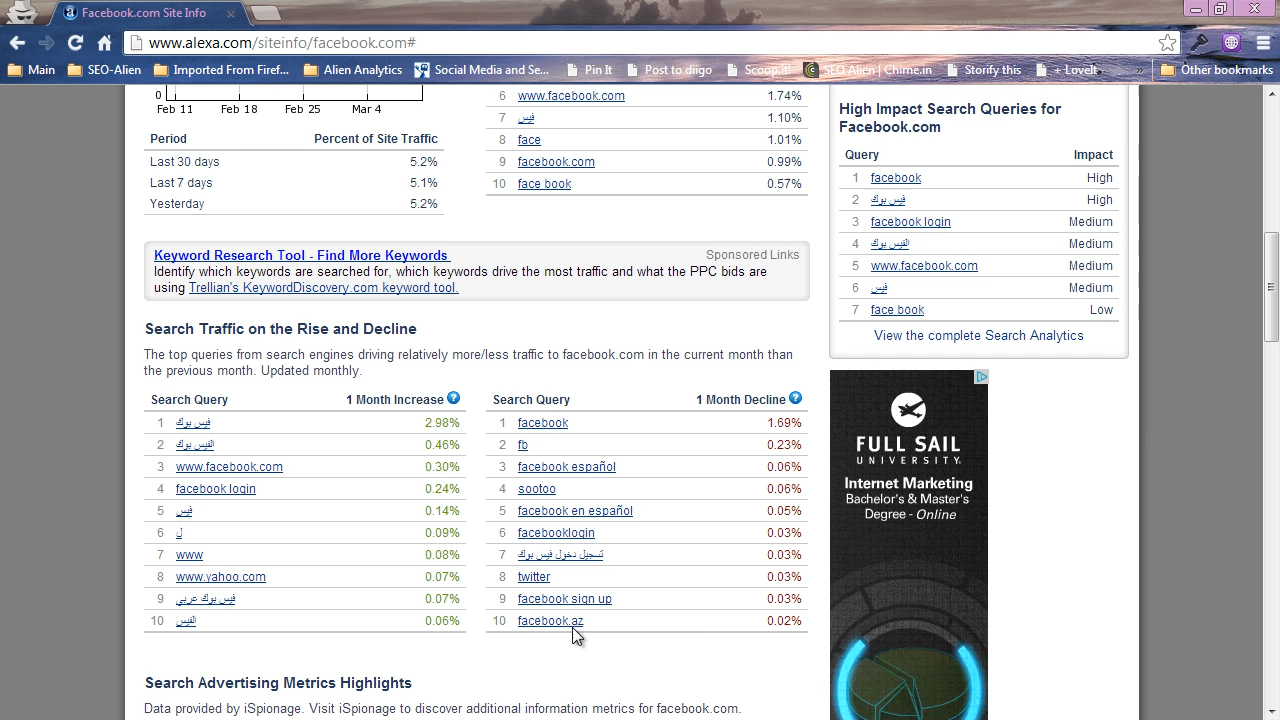 Facebook.com Site Info
www.alexa.com/siteinfo/facebook.com#
Main SEO-Alien Imported From Firef... Alien Analytics Social Media and Se... Pin It Post to diigo Scoop.it! SEO Alien | Chime.in Storify this + LoveIt » Other bookmarks
0
Feb 11 Feb 18 Feb 25 Mar 4
Period Percent of Site Traffic
Last 30 days 5.2%
Last 7 days 5.1%
Yesterday 5.2%
6 www.facebook.com 1.74%
7 فيس 1.10%
8 face 1.01%
9 facebook.com 0.99%
10 face book 0.57%
Keyword Research Tool - Find More Keywords Sponsored Links
Identify which keywords are searched for, which keywords drive the most traffic and what the PPC bids are
using Trellian's KeywordDiscovery.com keyword tool.
Search Traffic on the Rise and Decline
The top queries from search engines driving relatively more/less traffic to facebook.com in the current month than
the previous month. Updated monthly.
Search Query 1 Month Increase ?
1 فيس بوك 2.98%
2 الفيس بوك 0.46%
3 www.facebook.com 0.30%
4 facebook login 0.24%
5 فيس 0.14%
6 ل 0.09%
7 www 0.08%
8 www.yahoo.com 0.07%
9 فيس بوك عربي 0.07%
10 الفيس 0.06%
Search Query 1 Month Decline ?
1 facebook 1.69%
2 fb 0.23%
3 facebook español 0.06%
4 sootoo 0.06%
5 facebook en español 0.05%
6 facebooklogin 0.03%
7 تسجيل دخول فيس بوك 0.03%
8 twitter 0.03%
9 facebook sign up 0.03%
10 facebook.az 0.02%
Search Advertising Metrics Highlights
Data provided by iSpionage. Visit iSpionage to discover additional information metrics for facebook.com.
High Impact Search Queries for
Facebook.com
Query Impact
1 facebook High
2 فيس بوك High
3 facebook login Medium
4 الفيس بوك Medium
5 www.facebook.com Medium
6 فيس Medium
7 face book Low
View the complete Search Analytics
FULL SAIL
UNIVERSITY.
Internet Marketing
Bachelor's & Master's
Degree - Online